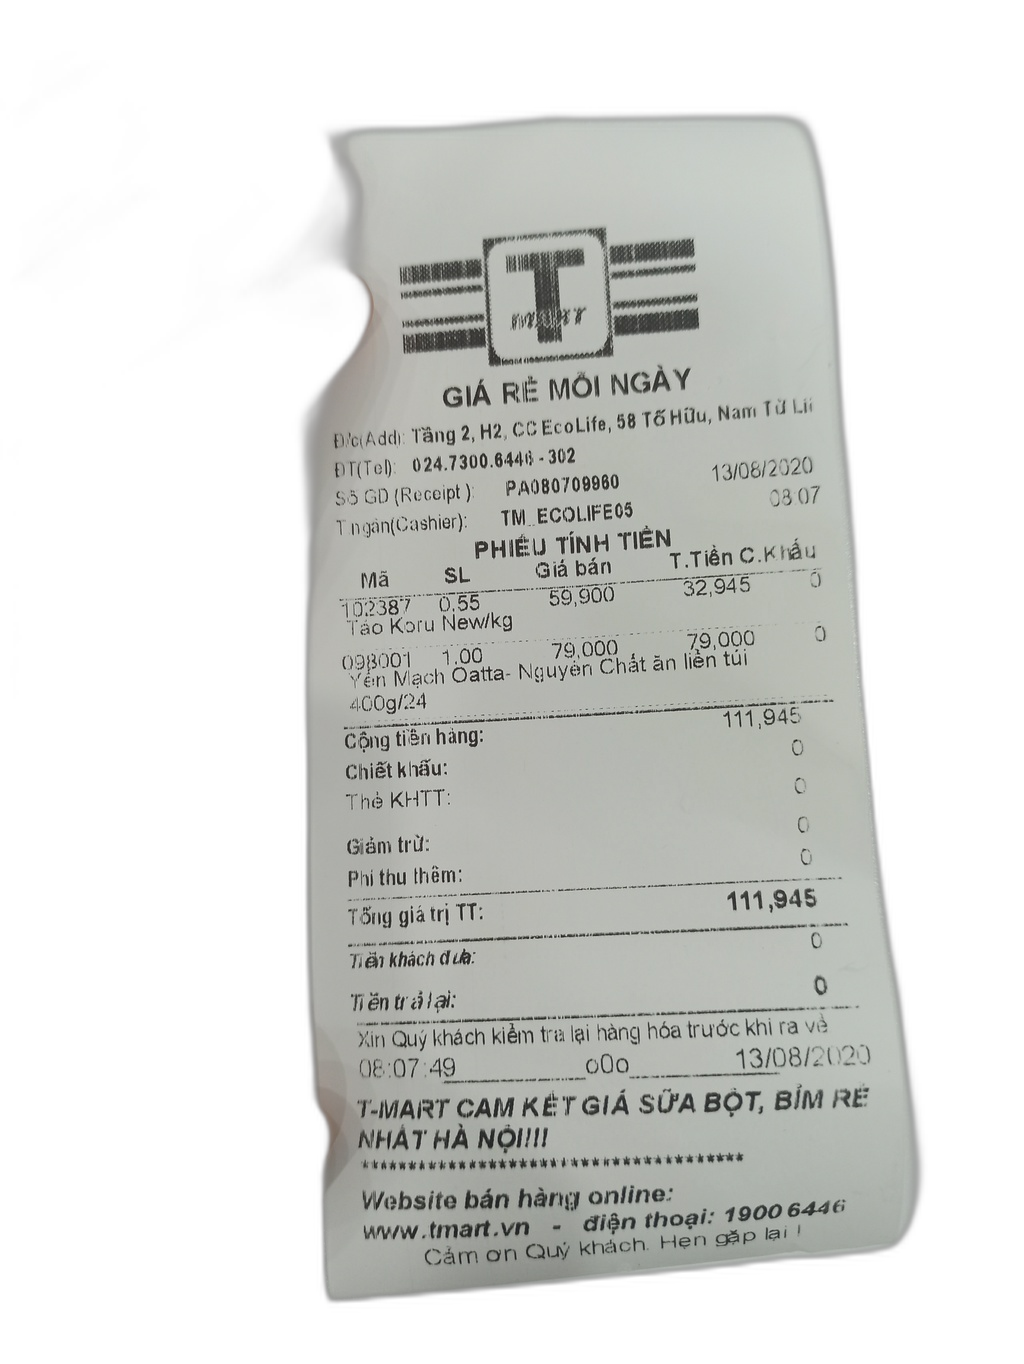 T
MART
GIÁ RẺ MỖI NGÀY
Đ/c(Add): Tầng 2, H2, CC EcoLife, 58 Tố Hữu, Nam Từ Lii
ĐT(Tel): 024.7300.6446 - 302
Số GD (Receipt ): PA080709960 13/08/2020
T ngân(Cashier): TM_ECOLIFE05 08:07
PHIẾU TÍNH TIỀN
Mã SL Giá bán T.Tiền C.Khấu
102387 0.55 59,900 32,945 0
Táo Koru New/kg
098001 1.00 79,000 79,000 0
Yến Mạch Oatta- Nguyên Chất ăn liền túi
400g/24
Cộng tiền hàng: 111,945
Chiết khấu: 0
Thẻ KHTT: 0
Giảm trừ: 0
Phí thu thêm: 0
Tổng giá trị TT: 111,945
Tiền khách đưa: 0
Tiền trả lại: 0
Xin Quý khách kiểm tra lại hàng hóa trước khi ra về
08:07:49 ____________o0o____________ 13/08/2020
T-MART CAM KẾT GIÁ SỮA BỘT, BỈM RẺ
NHẤT HÀ NỘI!!!
****************************************
Website bán hàng online:
www.tmart.vn - điện thoại: 1900 6446
Cảm ơn Quý khách. Hẹn gặp lại !